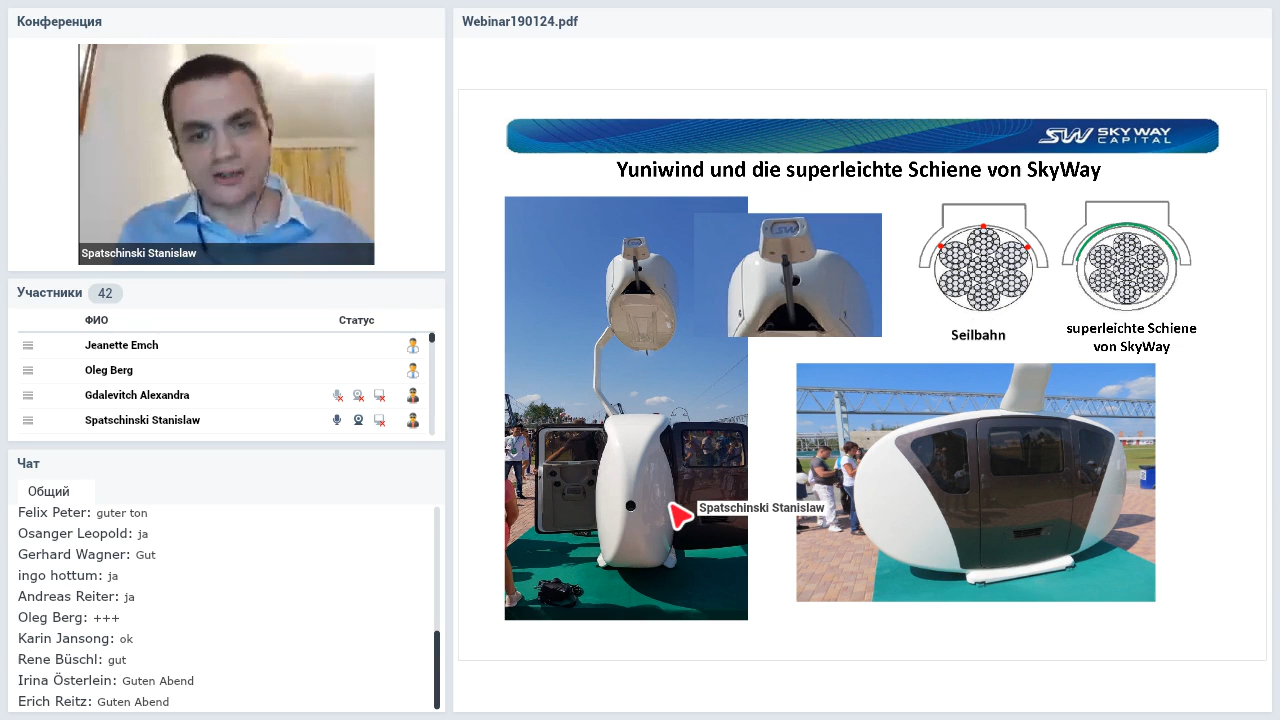 Конференция
Spatschinski Stanislaw
Участники 42
ФИО Статус
Jeanette Emch
Oleg Berg
Gdalevitch Alexandra
Spatschinski Stanislaw
Чат
Общий
Felix Peter: guter ton
Osanger Leopold: ja
Gerhard Wagner: Gut
ingo hottum: ja
Andreas Reiter: ja
Oleg Berg: +++
Karin Jansong: ok
Rene Büschl: gut
Irina Österlein: Guten Abend
Erich Reitz: Guten Abend
Webinar190124.pdf
SW SKY WAY
CAPITAL
Yuniwind und die superleichte Schiene von SkyWay
SW
Seilbahn
superleichte Schiene
von SkyWay
Spatschinski Stanislaw